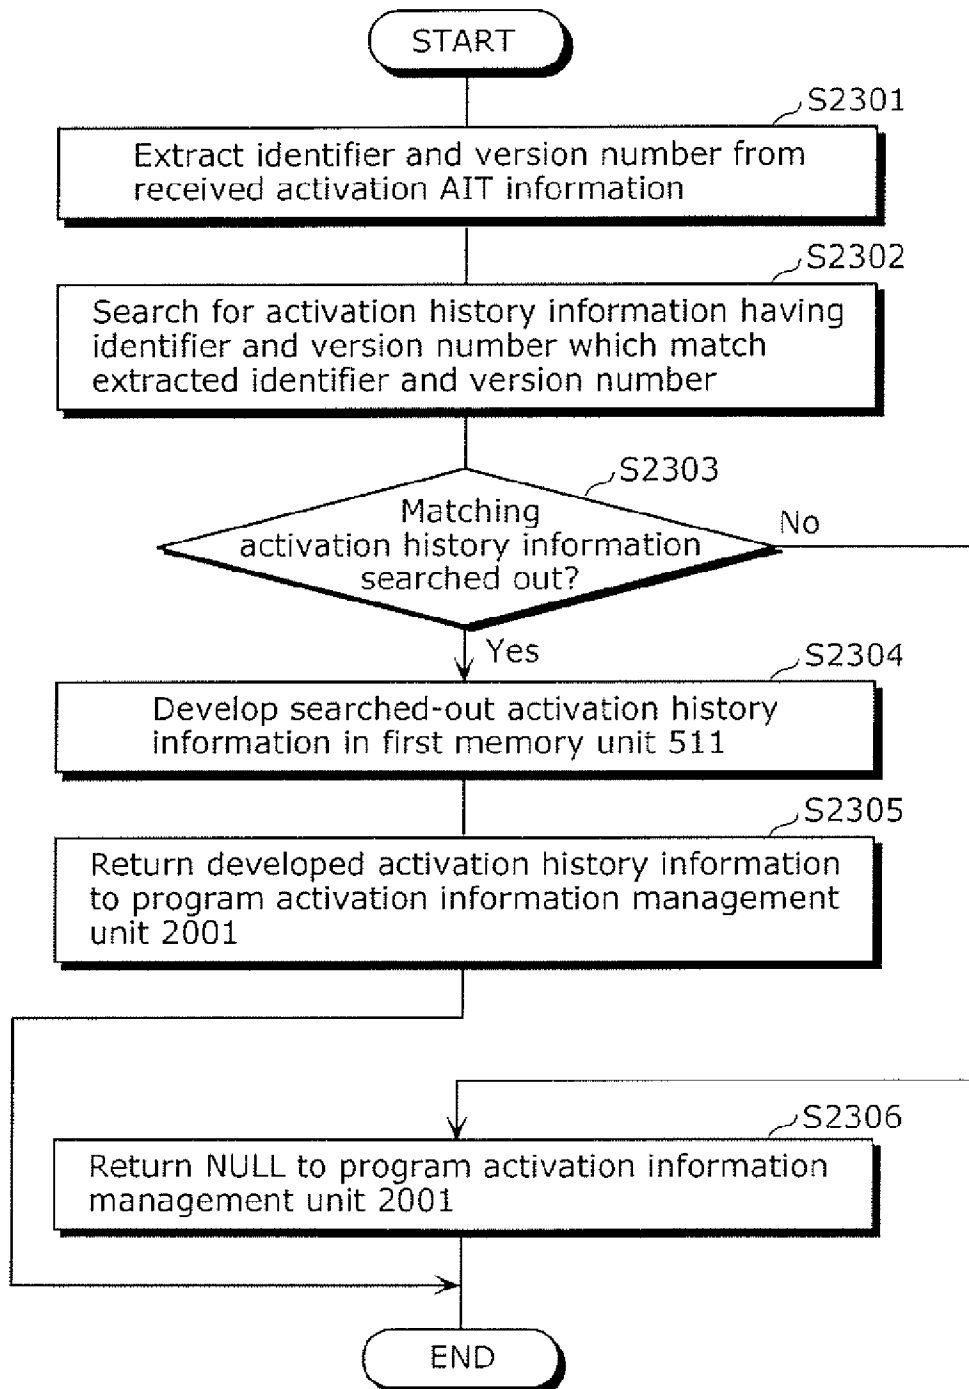 START
S2301
Extract identifier and version number from
received activation AIT information
S2302
Search for activation history information having
identifier and version number which match
extracted identifier and version number
S2303
Matching
activation history information
searched out?
No
Yes
S2304
Develop searched-out activation history
information in first memory unit 511
S2305
Return developed activation history information
to program activation information management
unit 2001
S2306
Return NULL to program activation information
management unit 2001
END